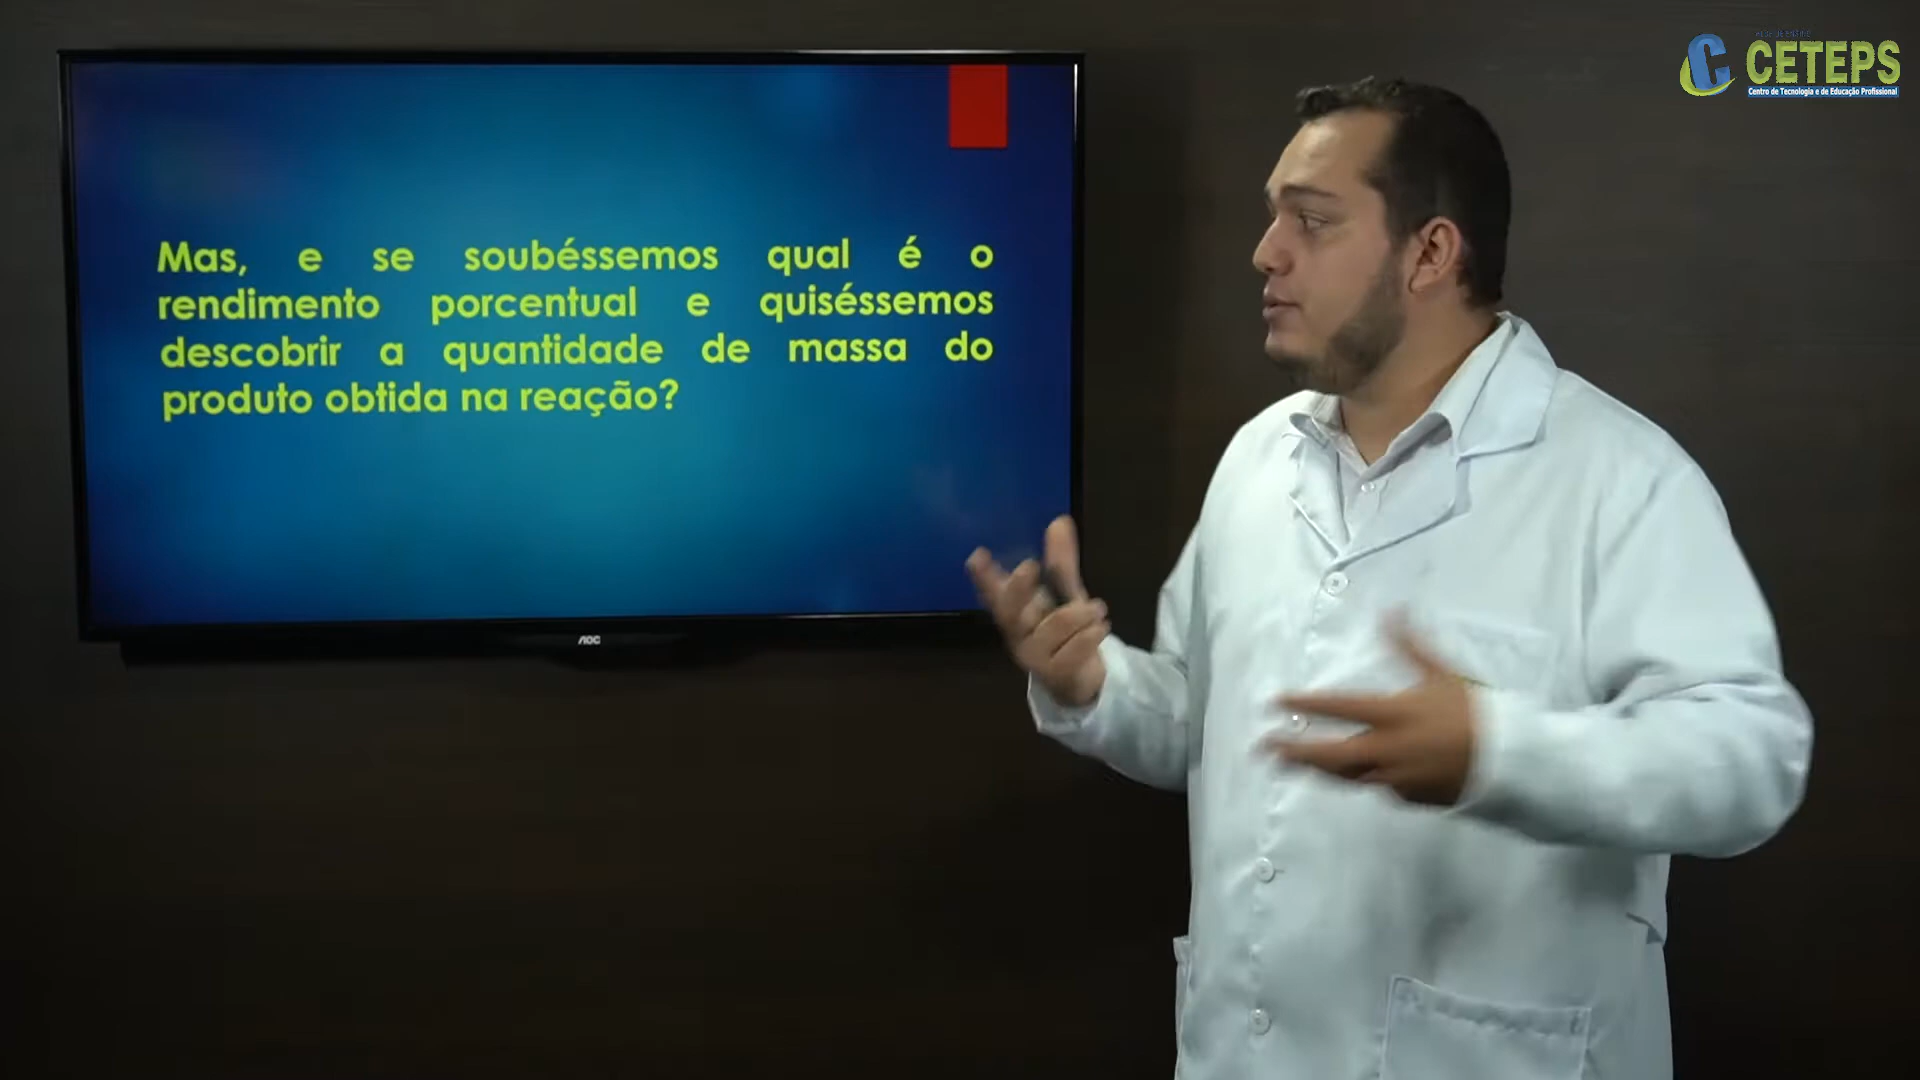 CETEPS
Centro de Tecnologia e de Educação Profissional
Mas, e se soubéssemos qual é o
rendimento porcentual e quiséssemos
descobrir a quantidade de massa do
produto obtida na reação?
AOC